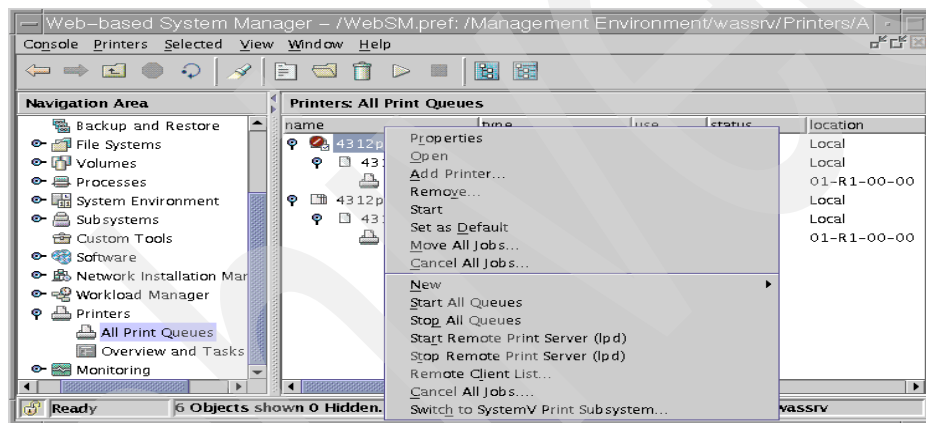 Web-based System Manager - /WebSM.pref: /Management Environment/wassrv/Printers/A
Console Printers Selected View Window Help
Navigation Area
Backup and Restore
File Systems
Volumes
Processes
System Environment
Subsystems
Custom Tools
Software
Network Installation Mar
Workload Manager
Printers
All Print Queues
Overview and Tasks
Monitoring
Printers: All Print Queues
name type use status location
4312p Local
431 Local
01-R1-00-00
4312p Local
431 Local
01-R1-00-00
Properties
Open
Add Printer...
Remove...
Start
Set as Default
Move All Jobs...
Cancel All Jobs...
New
Start All Queues
Stop All Queues
Start Remote Print Server (lpd)
Stop Remote Print Server (lpd)
Remote Client List...
Cancel All Jobs....
Switch to SystemV Print Subsystem...
Ready 6 Objects shown 0 Hidden. wassrv